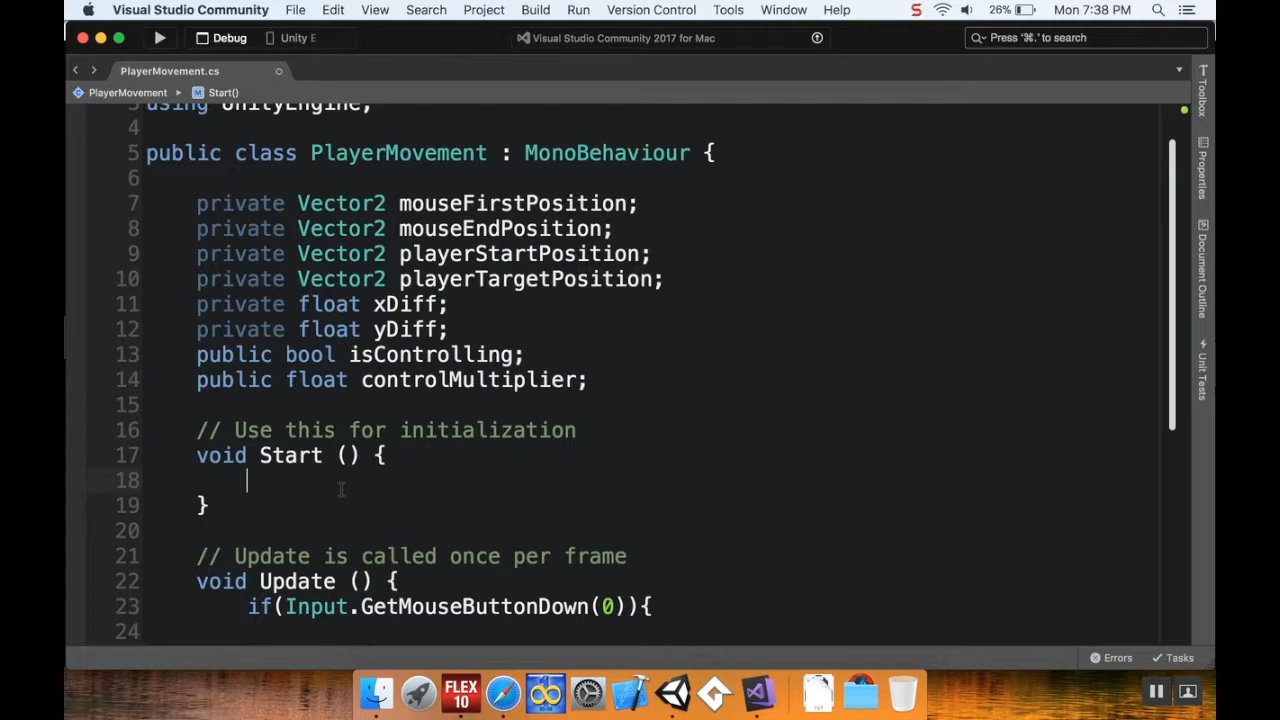 Visual Studio Community File Edit View Search Project Build Run Version Control Tools Window Help S 26% Mon 7:38 PM
Debug Unity E Visual Studio Community 2017 for Mac Press '⌘.' to search
PlayerMovement.cs
PlayerMovement ▸ M Start()
3 using UnityEngine;
4
5 public class PlayerMovement : MonoBehaviour {
6
7 private Vector2 mouseFirstPosition;
8 private Vector2 mouseEndPosition;
9 private Vector2 playerStartPosition;
10 private Vector2 playerTargetPosition;
11 private float xDiff;
12 private float yDiff;
13 public bool isControlling;
14 public float controlMultiplier;
15
16 // Use this for initialization
17 void Start () {
18
19 }
20
21 // Update is called once per frame
22 void Update () {
23 if(Input.GetMouseButtonDown(0)){
24
Toolbox
Properties
Document Outline
Unit Tests
Errors Tasks
FLEX
10
TXT